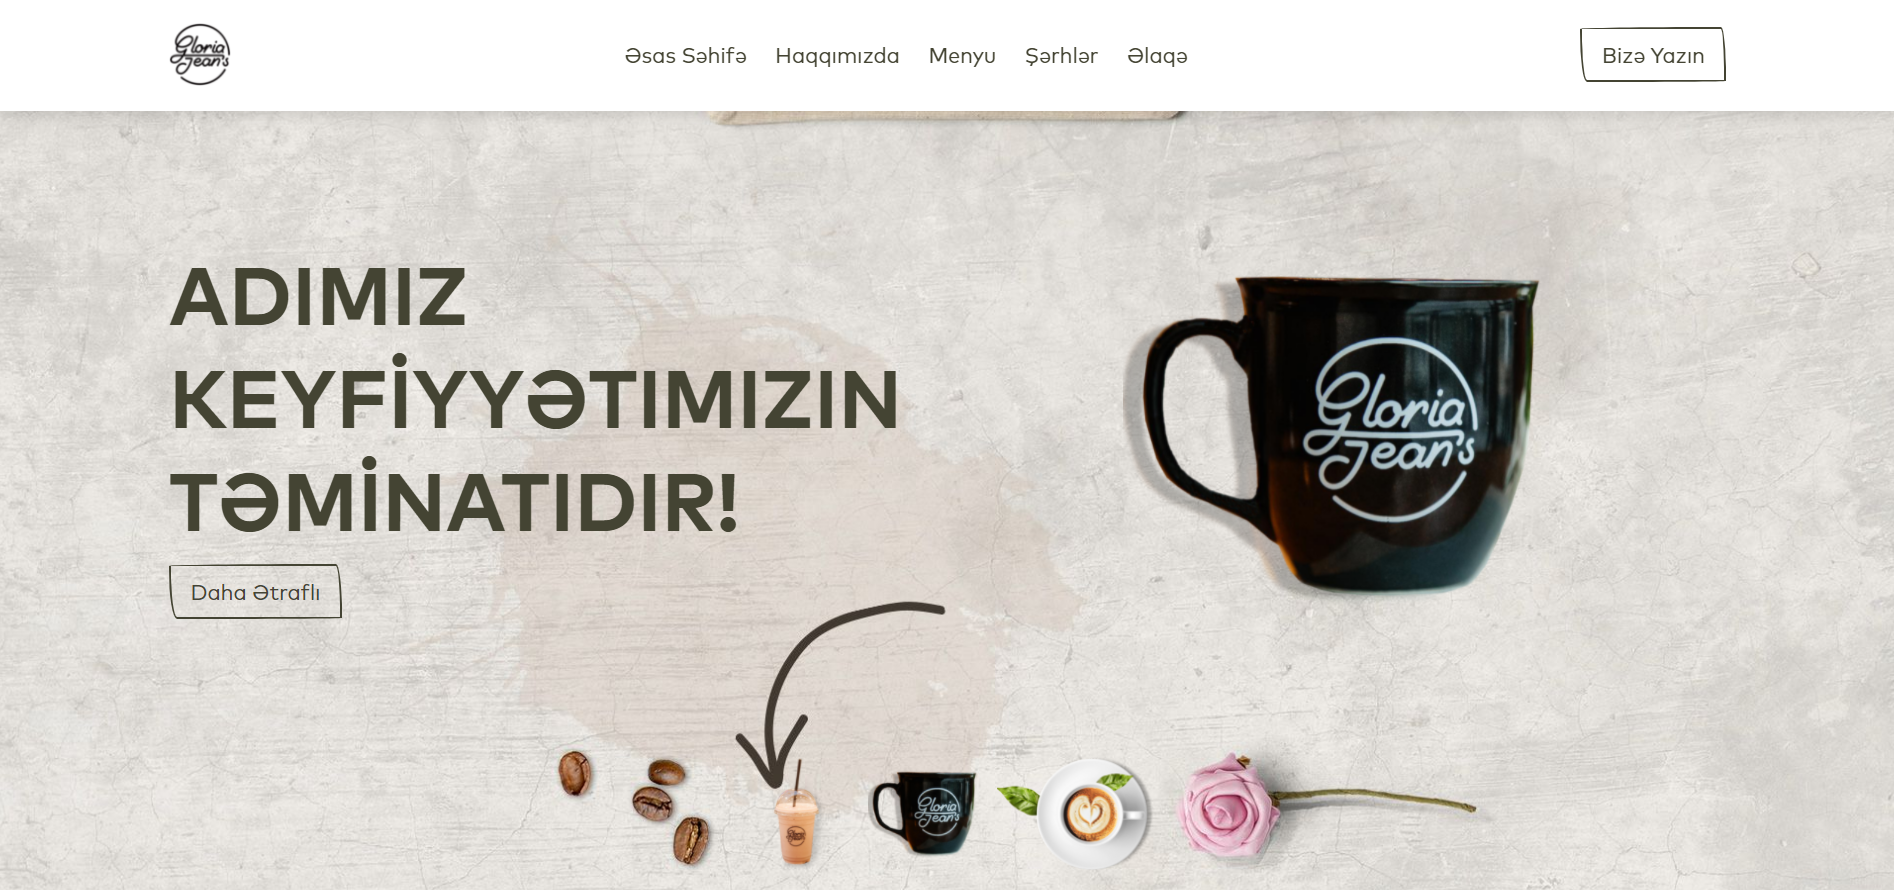 Gloria
Jean's
Əsas Səhifə
Haqqımızda
Menyu
Şərhlər
Əlaqə
Bizə Yazın
ADIMIZ
KEYFİYYƏTIMIZIN
TƏMİNATIDIR!
Daha Ətraflı
Gloria
Jean's
Gloria
Jean's